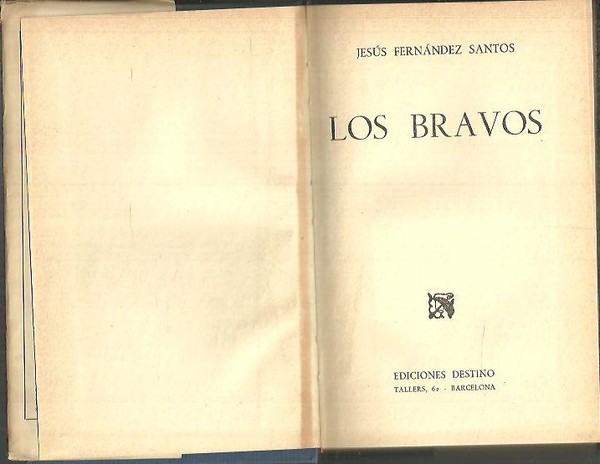 JESÚS FERNÁNDEZ SANTOS
LOS BRAVOS
EDICIONES DESTINO
TALLERS, 62 - BARCELONA